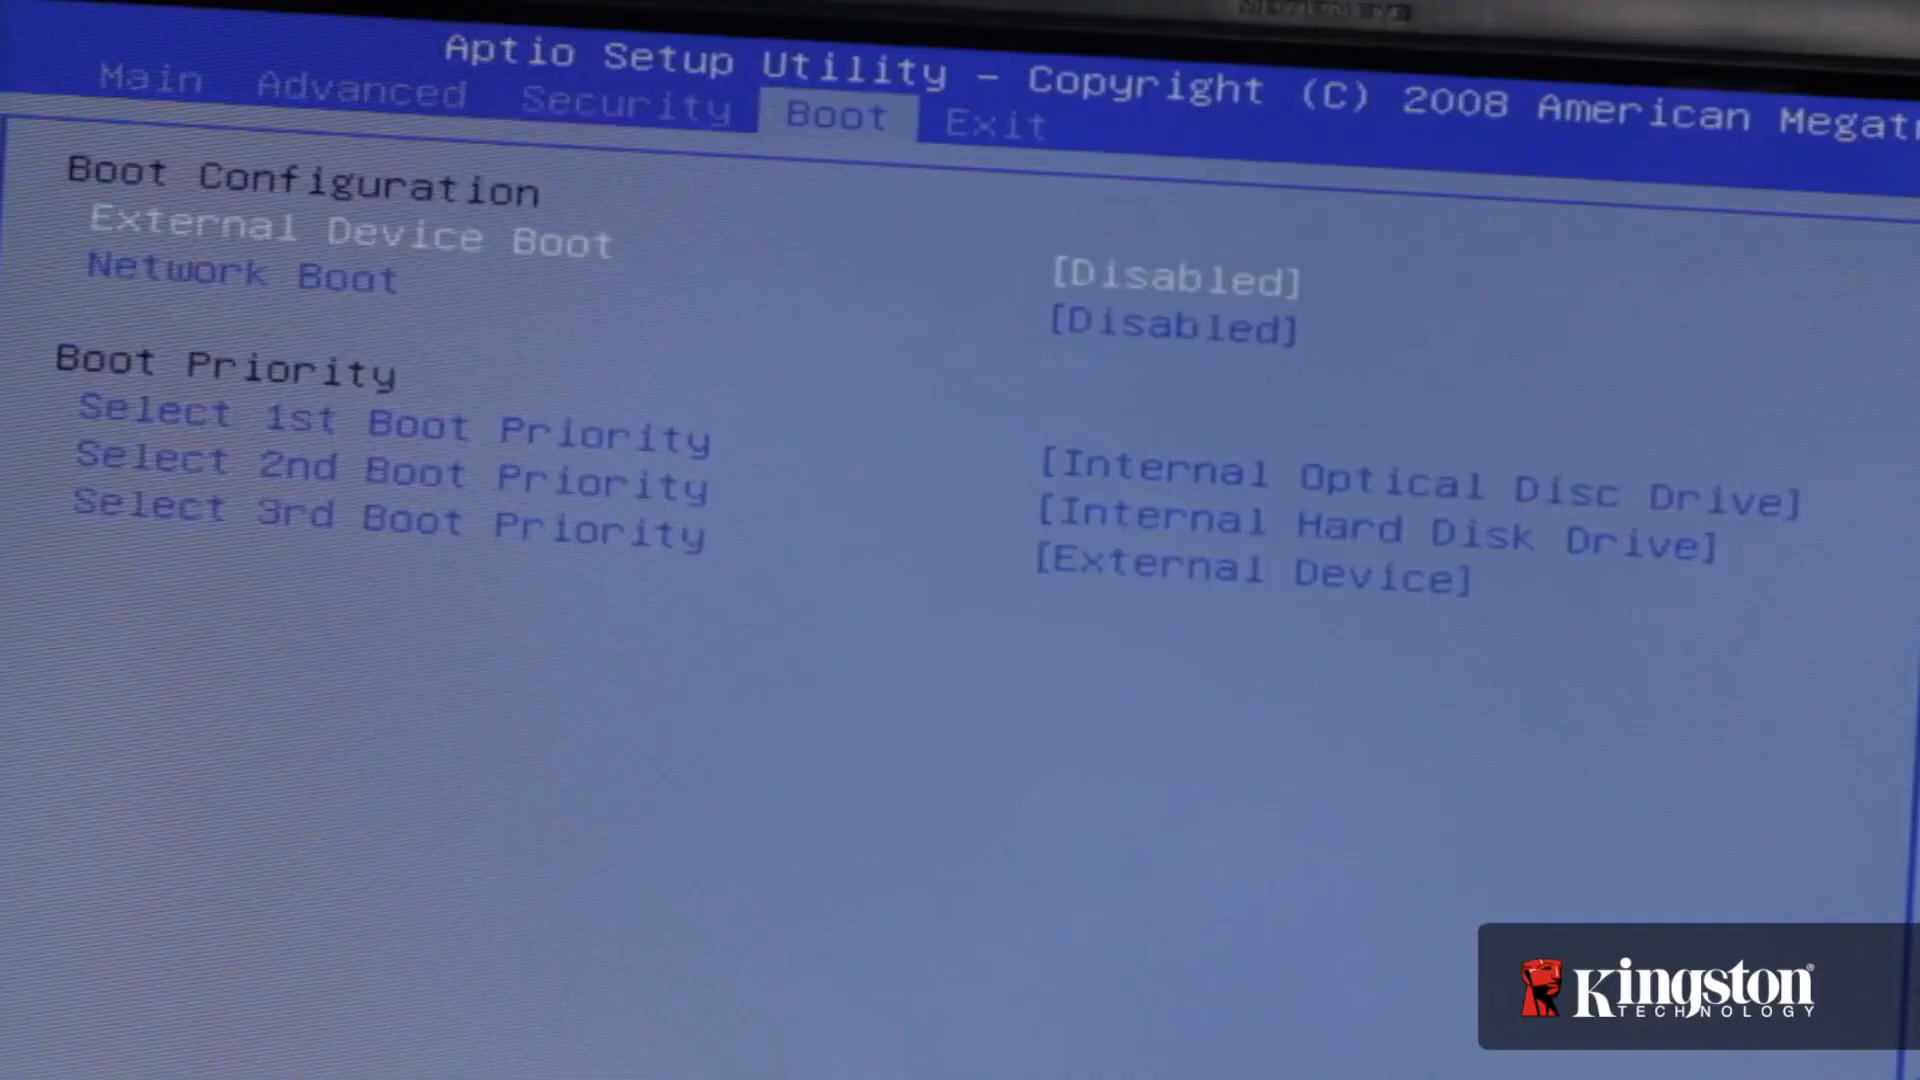 Aptio Setup Utility – Copyright (C) 2008 American
Main Advanced Security Boot Exit
Boot Configuration
External Device Boot [Disabled]
Network Boot [Disabled]
Boot Priority
Select 1st Boot Priority [Internal Optical Disc Drive]
Select 2nd Boot Priority [Internal Hard Disk Drive]
Select 3rd Boot Priority [External Device]
Kingston®
TECHNOLOGY